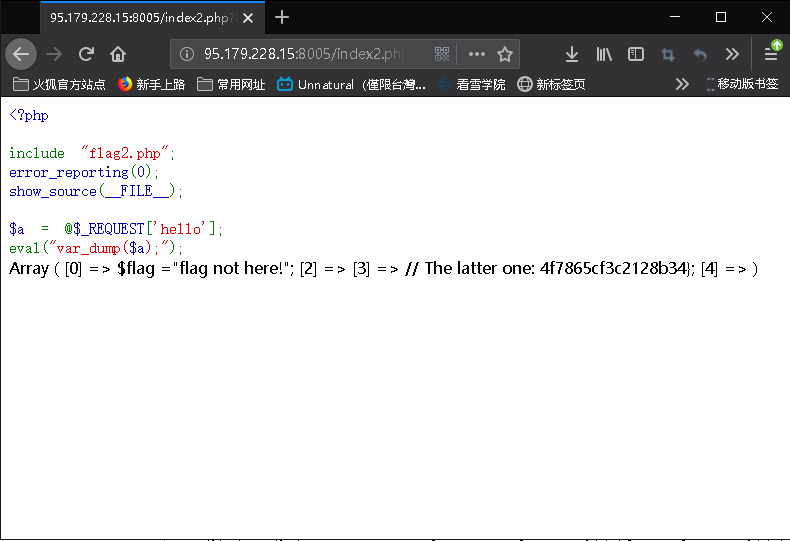 95.179.228.15:8005/index2.php?
95.179.228.15:8005/index2.php
火狐官方站点 新手上路 常用网址 Unnatural（僅限台灣... 看雪学院 新标签页 移动版书签
<?php
include "flag2.php";
error_reporting(0);
show_source(__FILE__);
$a = @$_REQUEST['hello'];
eval("var_dump($a);");
Array ( [0] => $flag ="flag not here!"; [2] => [3] => // The latter one: 4f7865cf3c2128b34}; [4] => )